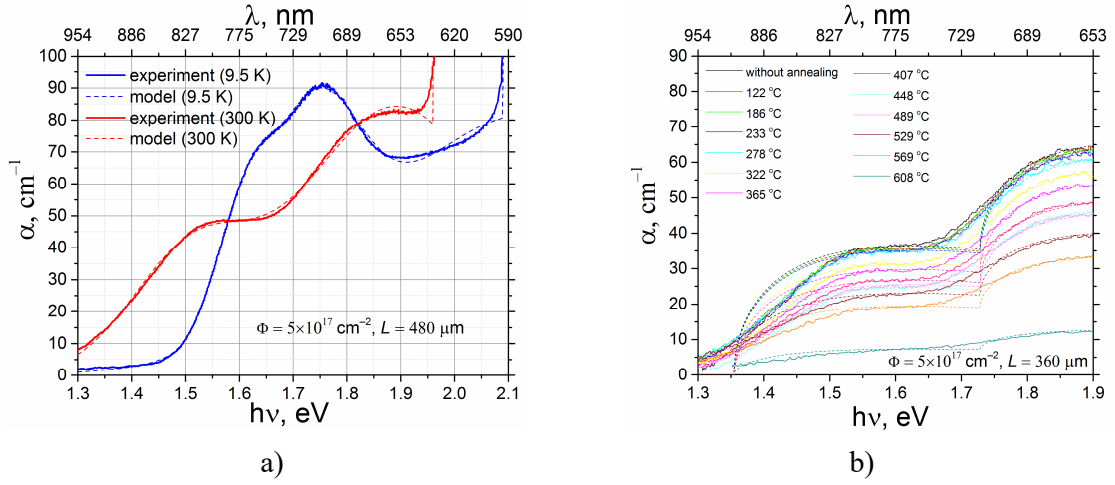 λ, nm
954 886 827 775 729 689 653 620 590
100
90
80
70
60
50
40
30
20
10
0
α, cm⁻¹
experiment (9.5 K)
model (9.5 K)
experiment (300 K)
model (300 K)
Φ = 5×10¹⁷ cm⁻², L = 480 μm
1.3 1.4 1.5 1.6 1.7 1.8 1.9 2.0 2.1
hν, eV
a)
λ, nm
954 886 827 775 729 689 653
90
80
70
60
50
40
30
20
10
0
α, cm⁻¹
without annealing
122 °C
186 °C
233 °C
278 °C
322 °C
365 °C
407 °C
448 °C
489 °C
529 °C
569 °C
608 °C
Φ = 5×10¹⁷ cm⁻², L = 360 μm
1.3 1.4 1.5 1.6 1.7 1.8 1.9
hν, eV
b)